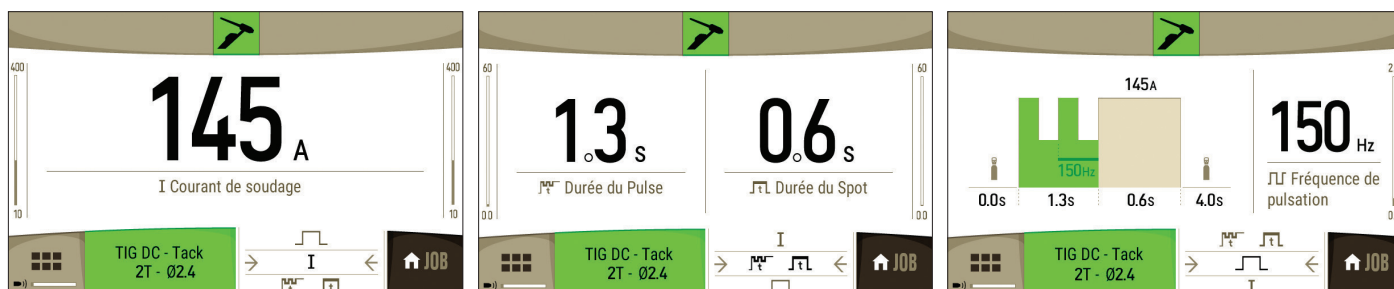 400
400
145 A
I Courant de soudage
10
10
TIG DC - Tack
2T - Ø2.4
I
JOB
60
60
1.3 s
0.6 s
t Durée du Pulse
t Durée du Spot
0.0
0.0
TIG DC - Tack
2T - Ø2.4
I
t t
JOB
145A
150Hz
0.0s
1.3s
0.6s
4.0s
150 Hz
Fréquence de
pulsation
TIG DC - Tack
2T - Ø2.4
t t
I
JOB